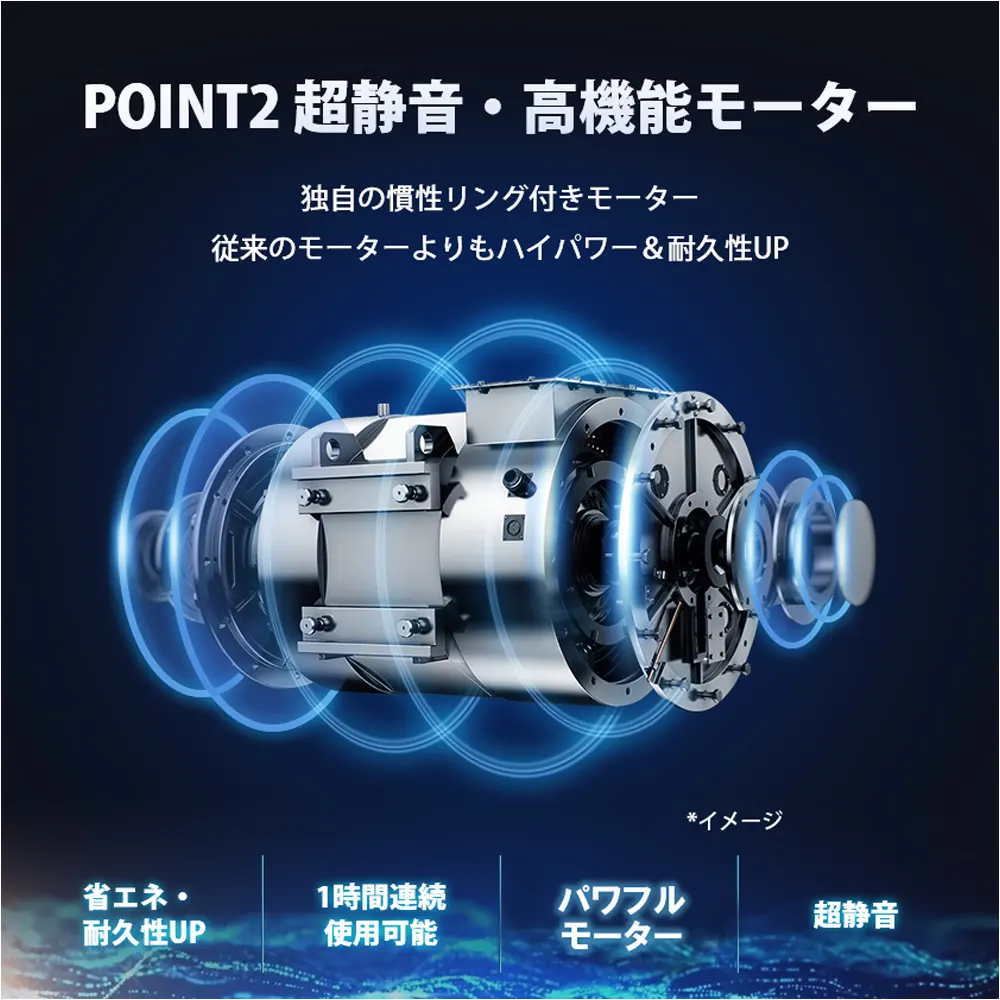 POINT2 超静音・高機能モーター
独自の慣性リング付きモーター
従来のモーターよりもハイパワー＆耐久性UP
*イメージ
省エネ・
耐久性UP
1時間連続
使用可能
パワフル
モーター
超静音